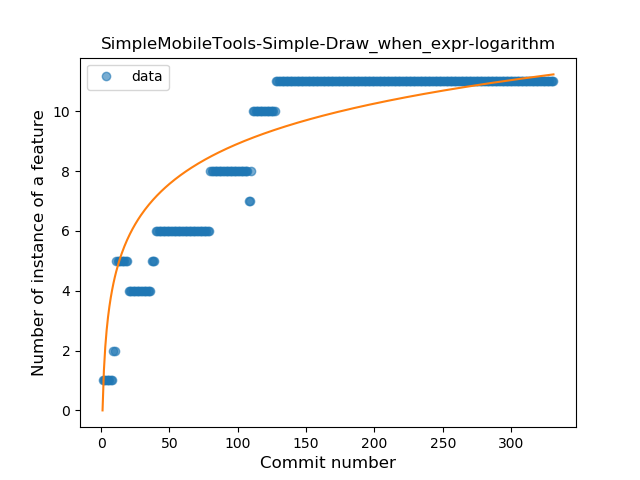 SimpleMobileTools-Simple-Draw_when_expr-logarithm
data
Number of instance of a feature
10
8
6
4
2
0
0 50 100 150 200 250 300
Commit number